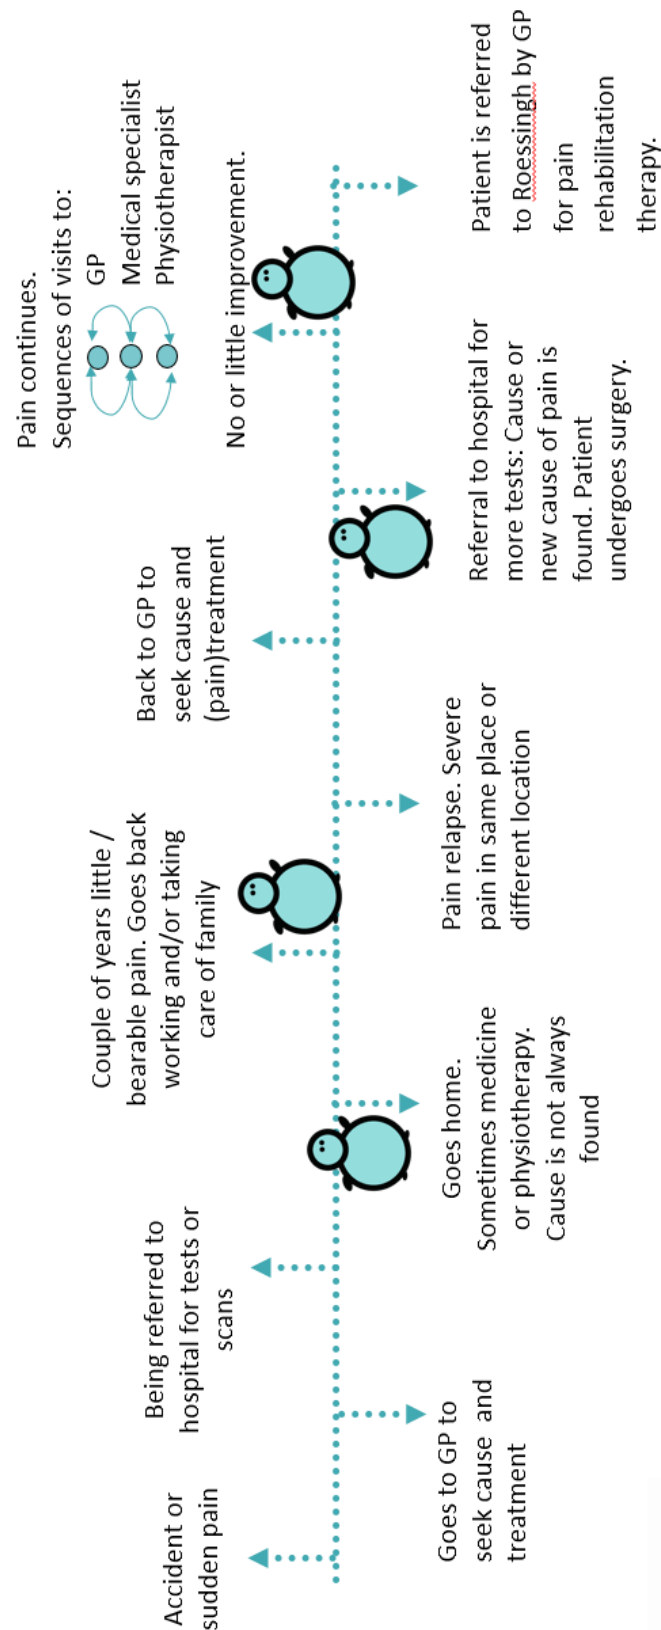 Accident or
sudden pain
Goes to GP to
seek cause and
treatment
Being referred to
hospital for tests or
scans
Goes home.
Sometimes medicine
or physiotherapy.
Cause is not always
found
Couple of years little /
bearable pain. Goes back
working and/or taking
care of family
Pain relapse. Severe
pain in same place or
different location
Back to GP to
seek cause and
(pain)treatment
Referral to hospital for
more tests: Cause or
new cause of pain is
found. Patient
undergoes surgery.
Pain continues.
Sequences of visits to:
GP
Medical specialist
Physiotherapist
No or little improvement.
Patient is referred
to Roessingh by GP
for pain
rehabilitation
therapy.